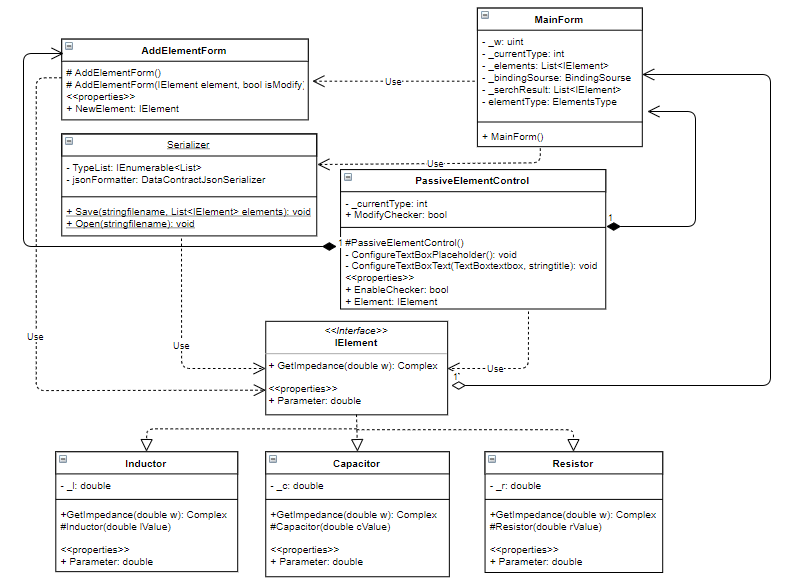 MainForm
- _w: uint
- _currentType: int
- _elements: List<IElement>
- _bindingSourse: BindingSourse
- _serchResult: List<IElement>
- elementType: ElementsType
+ MainForm()
AddElementForm
# AddElementForm()
# AddElementForm(IElement element, bool isModify)
<<properties>>
+ NewElement: IElement
Use
Serializer
- TypeList: IEnumerable<List>
- jsonFormatter: DataContractJsonSerializer
+ Save(stringfilename, List<IElement> elements): void
+ Open(stringfilename): void
Use
PassiveElementControl
- _currentType: int
+ ModifyChecker: bool
1
1
#PassiveElementControl()
- ConfigureTextBoxPlaceholder(): void
- ConfigureTextBoxText(TextBoxtextbox, stringtitle): void
<<properties>>
+ EnableChecker: bool
+ Element: IElement
Use
Use
Use
<<Interface>>
IElement
+ GetImpedance(double w): Complex
<<properties>>
+ Parameter: double
1*
Inductor
- _l: double
+GetImpedance(double w): Complex
#Inductor(double lValue)
<<properties>>
+ Parameter: double
Capacitor
- _c: double
+GetImpedance(double w): Complex
#Capacitor(double cValue)
<<properties>>
+ Parameter: double
Resistor
- _r: double
+GetImpedance(double w): Complex
#Resistor(double rValue)
<<properties>>
+ Parameter: double